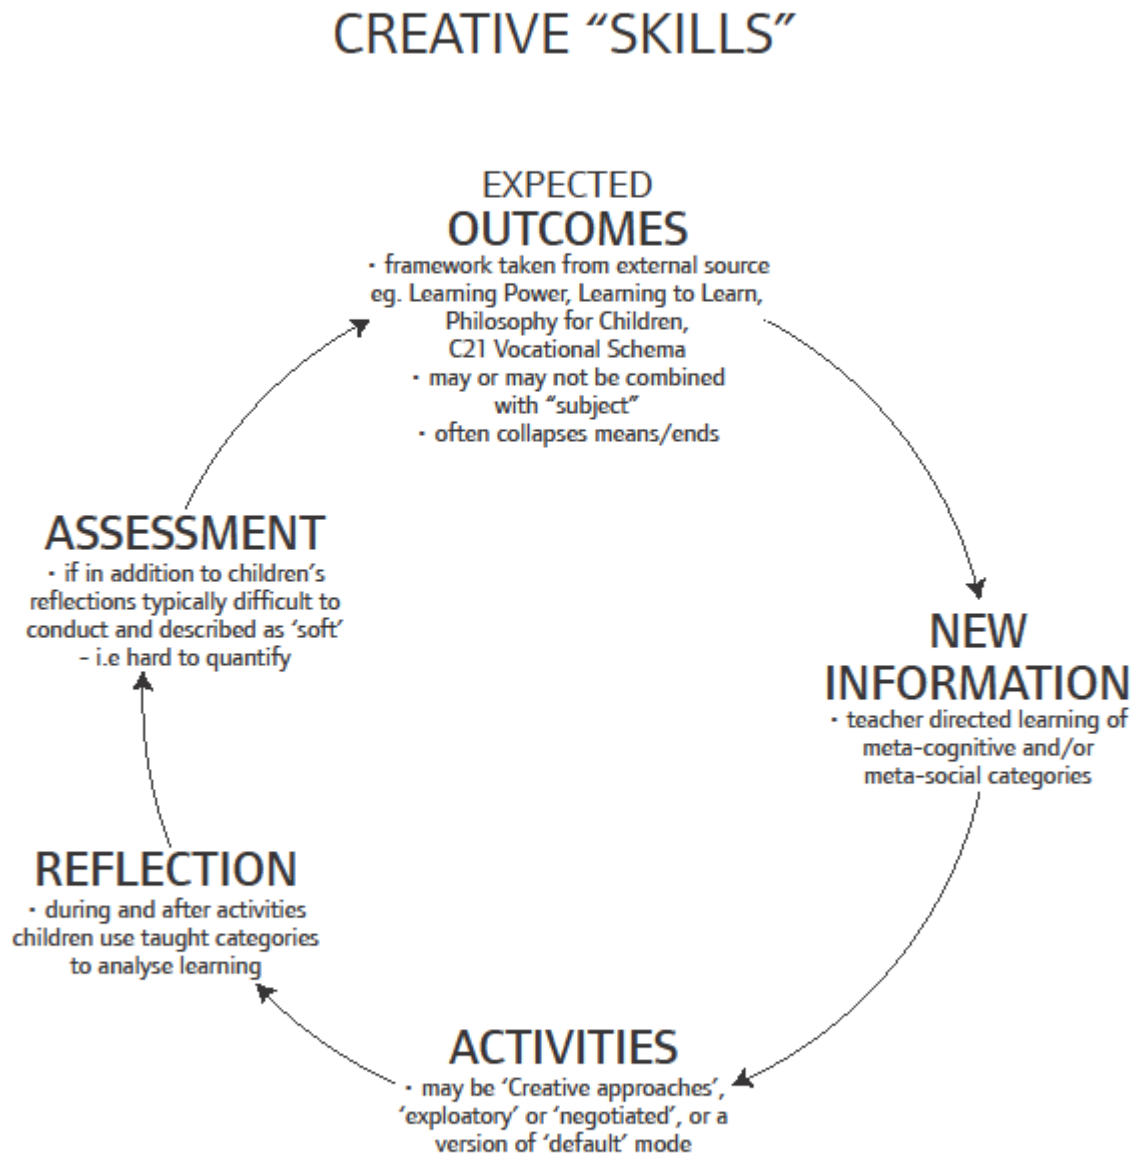 CREATIVE “SKILLS”
EXPECTED
OUTCOMES
· framework taken from external source
eg. Learning Power, Learning to Learn,
Philosophy for Children,
C21 Vocational Schema
· may or may not be combined
with “subject”
· often collapses means/ends
NEW
INFORMATION
· teacher directed learning of
meta-cognitive and/or
meta-social categories
ACTIVITIES
· may be ‘Creative approaches’,
‘exploatory’ or ‘negotiated’, or a
version of ‘default’ mode
REFLECTION
· during and after activities
children use taught categories
to analyse learning
ASSESSMENT
· if in addition to children’s
reflections typically difficult to
conduct and described as ‘soft’
– i.e hard to quantify